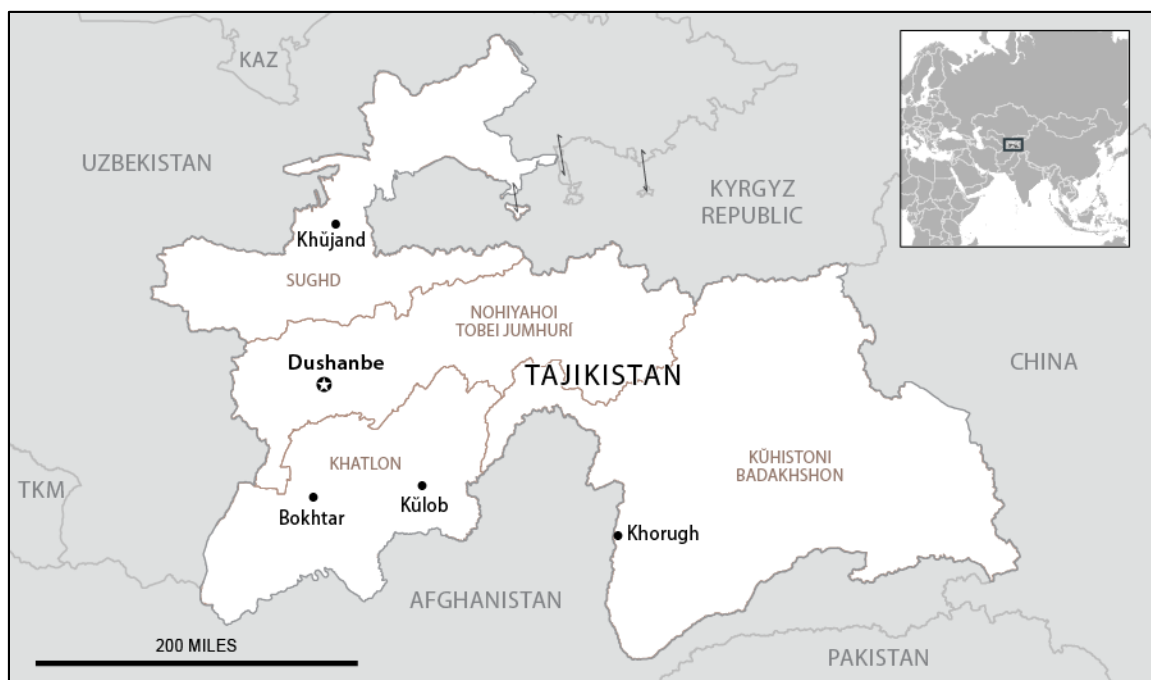 KAZ
UZBEKISTAN
KYRGYZ
REPUBLIC
Khŭjand
SUGHD
NOHIYAHOI
TOBEI JUMHURÍ
Dushanbe
TAJIKISTAN
CHINA
KHATLON
KŬHISTONI
BADAKHSHON
TKM
Bokhtar
Kŭlob
Khorugh
AFGHANISTAN
200 MILES
PAKISTAN